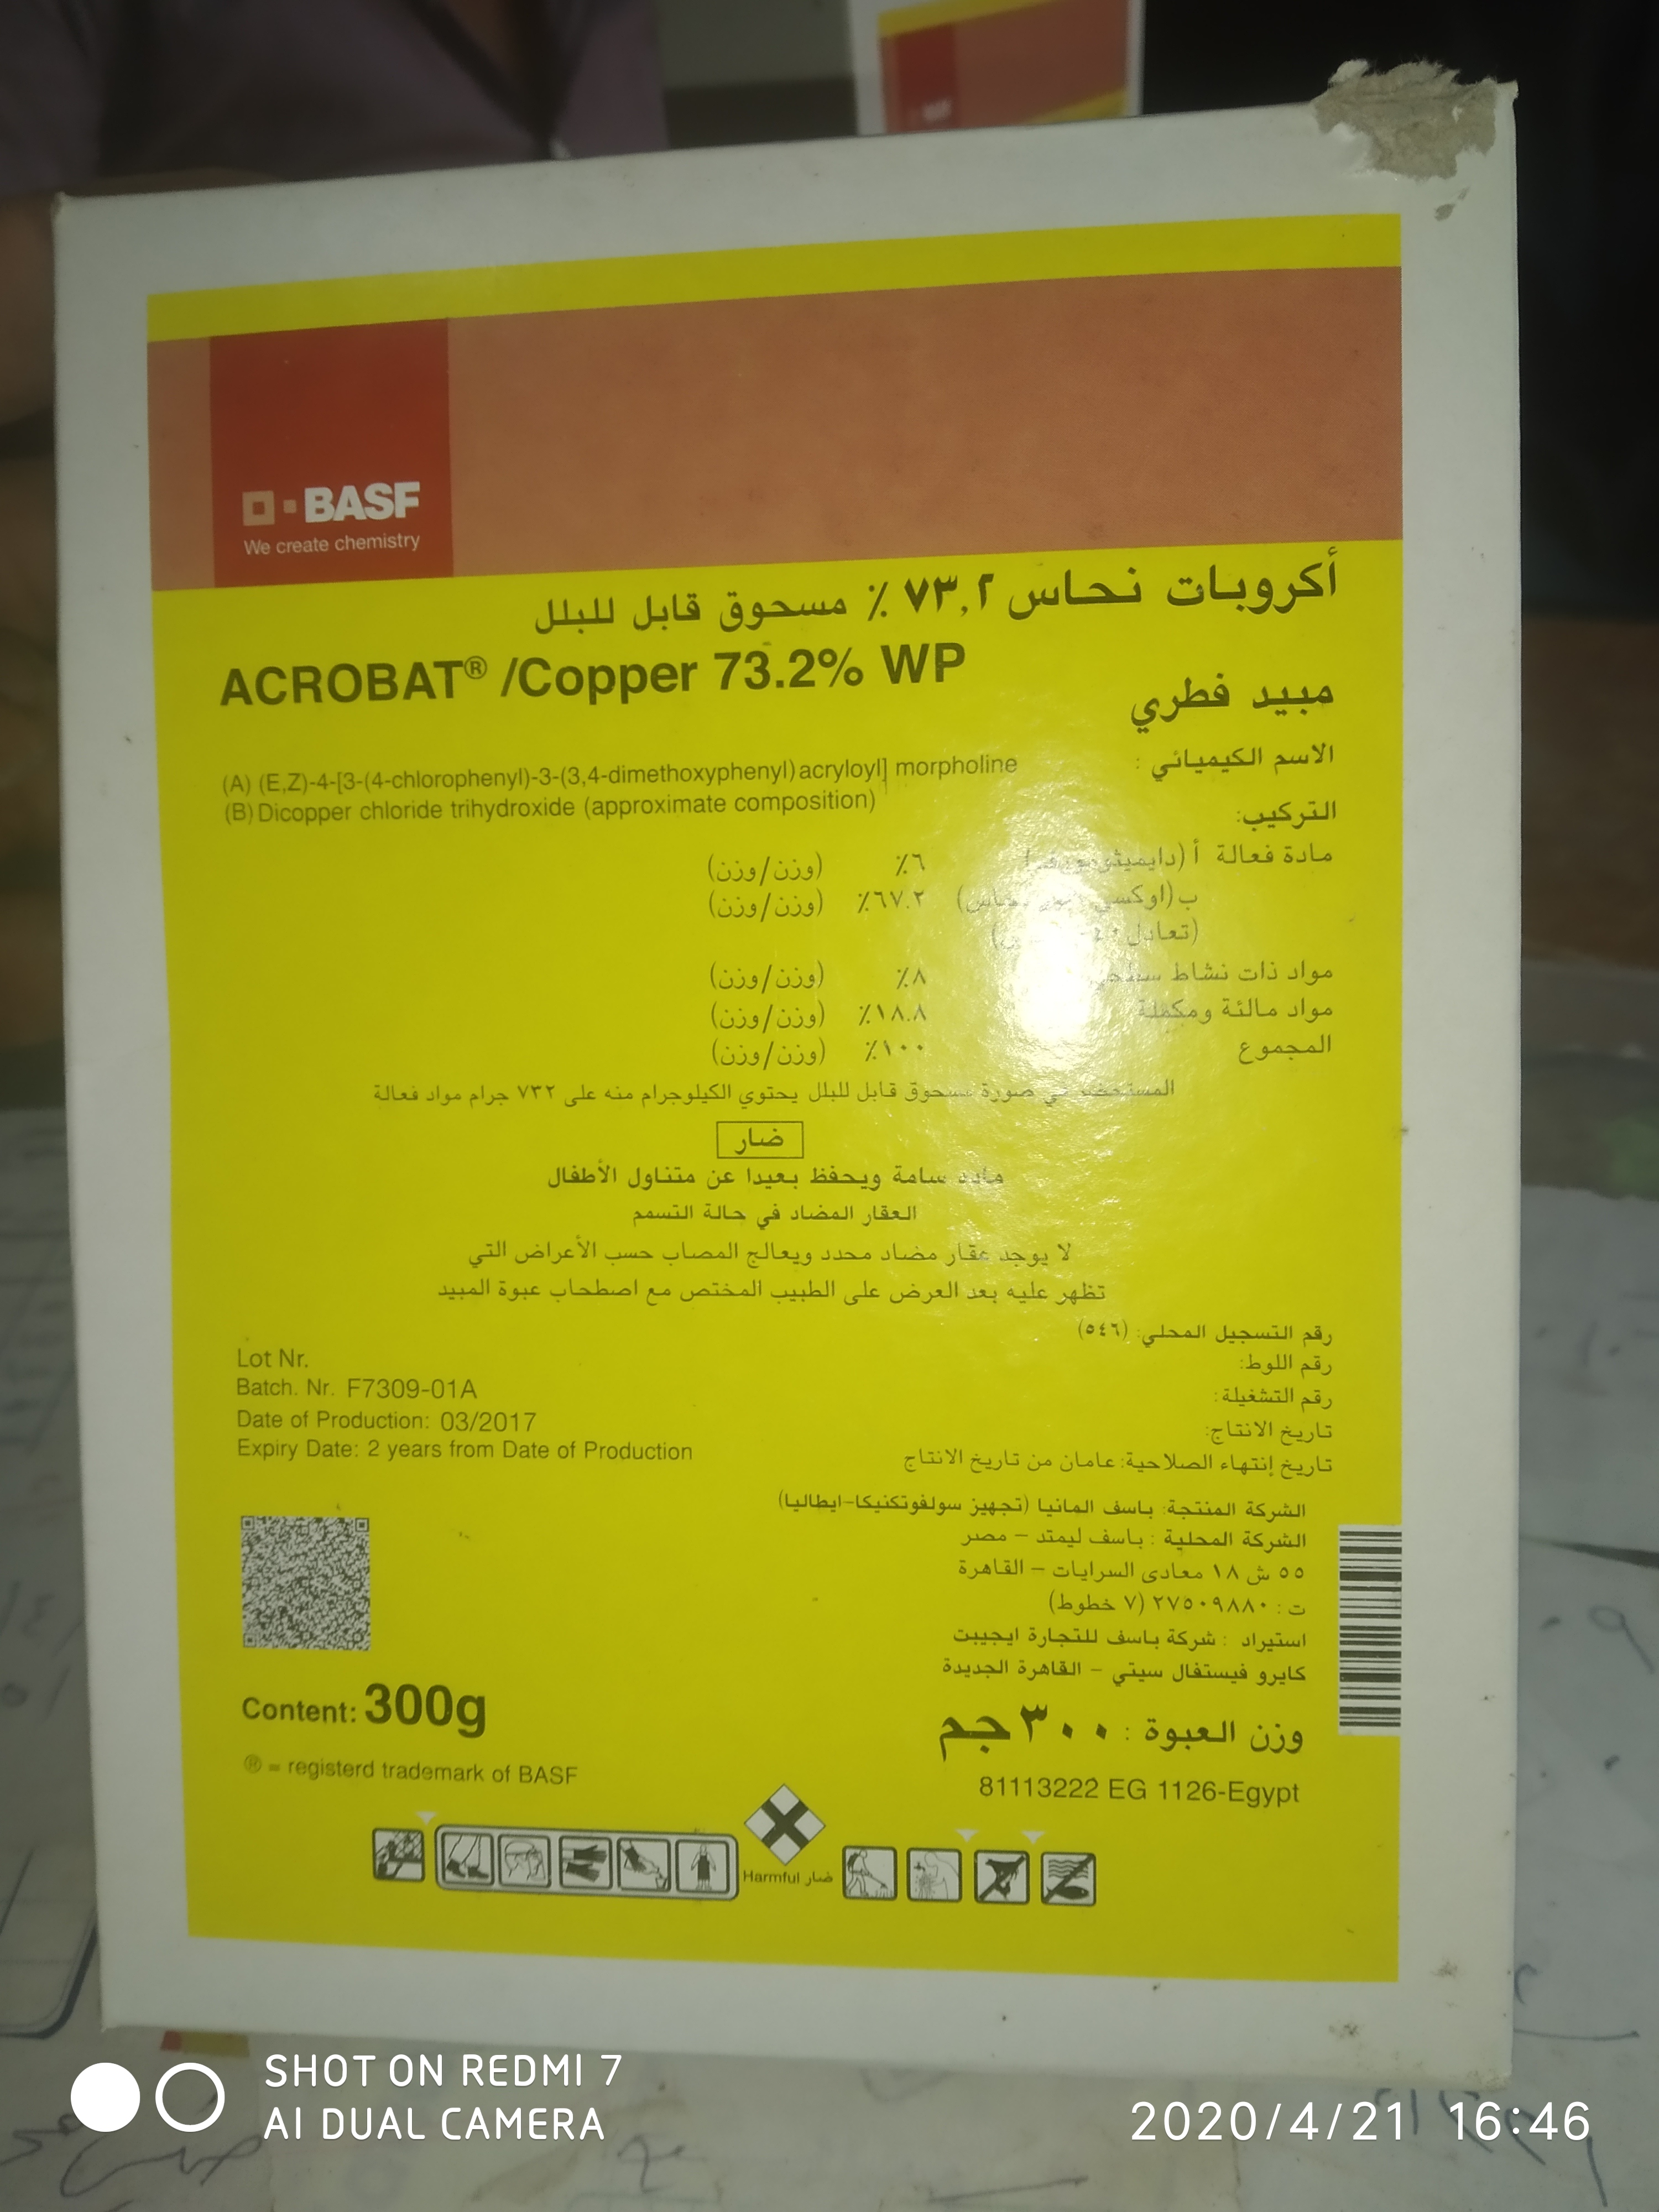 BASF
BASF
We create chemistry
أكروبات نحاس ٧٣,٢ ٪ مسحوق قابل للبلل
ACROBAT® /Copper 73.2% WP
مبيد فطري
الاسم الكيميائي :
(A) (E,Z)-4-[3-(4-chlorophenyl)-3-(3,4-dimethoxyphenyl) acryloyl] morpholine
(B) Dicopper chloride trihydroxide (approximate composition)
التركيب:
مادة فعالة أ ٦٪ (وزن/وزن)
ب (اوكسي ٦٧.٢٪ (وزن/وزن)
(تعادل
مواد ذات نشاط سطحي ٨٪ (وزن/وزن)
مواد مالئة ومكملة ١٨.٨٪ (وزن/وزن)
المجموع ١٠٠٪ (وزن/وزن)
المستحضر في صورة مسحوق قابل للبلل يحتوي الكيلوجرام منه على ٧٣٢ جرام مواد فعالة
ضار
مادة سامة ويحفظ بعيدا عن متناول الأطفال
العقار المضاد في حالة التسمم
لا يوجد عقار مضاد محدد ويعالج المصاب حسب الأعراض التي
تظهر عليه بعد العرض على الطبيب المختص مع اصطحاب عبوة المبيد
رقم التسجيل المحلي: (٥٤٦)
رقم اللوط:
Lot Nr.
رقم التشغيلة:
Batch. Nr. F7309-01A
تاريخ الانتاج:
Date of Production: 03/2017
تاريخ إنتهاء الصلاحية: عامان من تاريخ الانتاج
Expiry Date: 2 years from Date of Production
الشركة المنتجة: باسف المانيا (تجهيز سولفوتكنيكا-ايطاليا)
الشركة المحلية : باسف ليمتد – مصر
٥٥ ش ١٨ معادى السرايات – القاهرة
ت : ٢٧٥٠٩٨٨٠ (٧ خطوط)
استيراد : شركة باسف للتجارة ايجيبت
كايرو فيستفال سيتي – القاهرة الجديدة
وزن العبوة : ٣٠٠ جم
Content: 300g
81113222 EG 1126-Egypt
® = registerd trademark of BASF
Harmful ضار
SHOT ON REDMI 7
AI DUAL CAMERA
2020/4/21 16:46